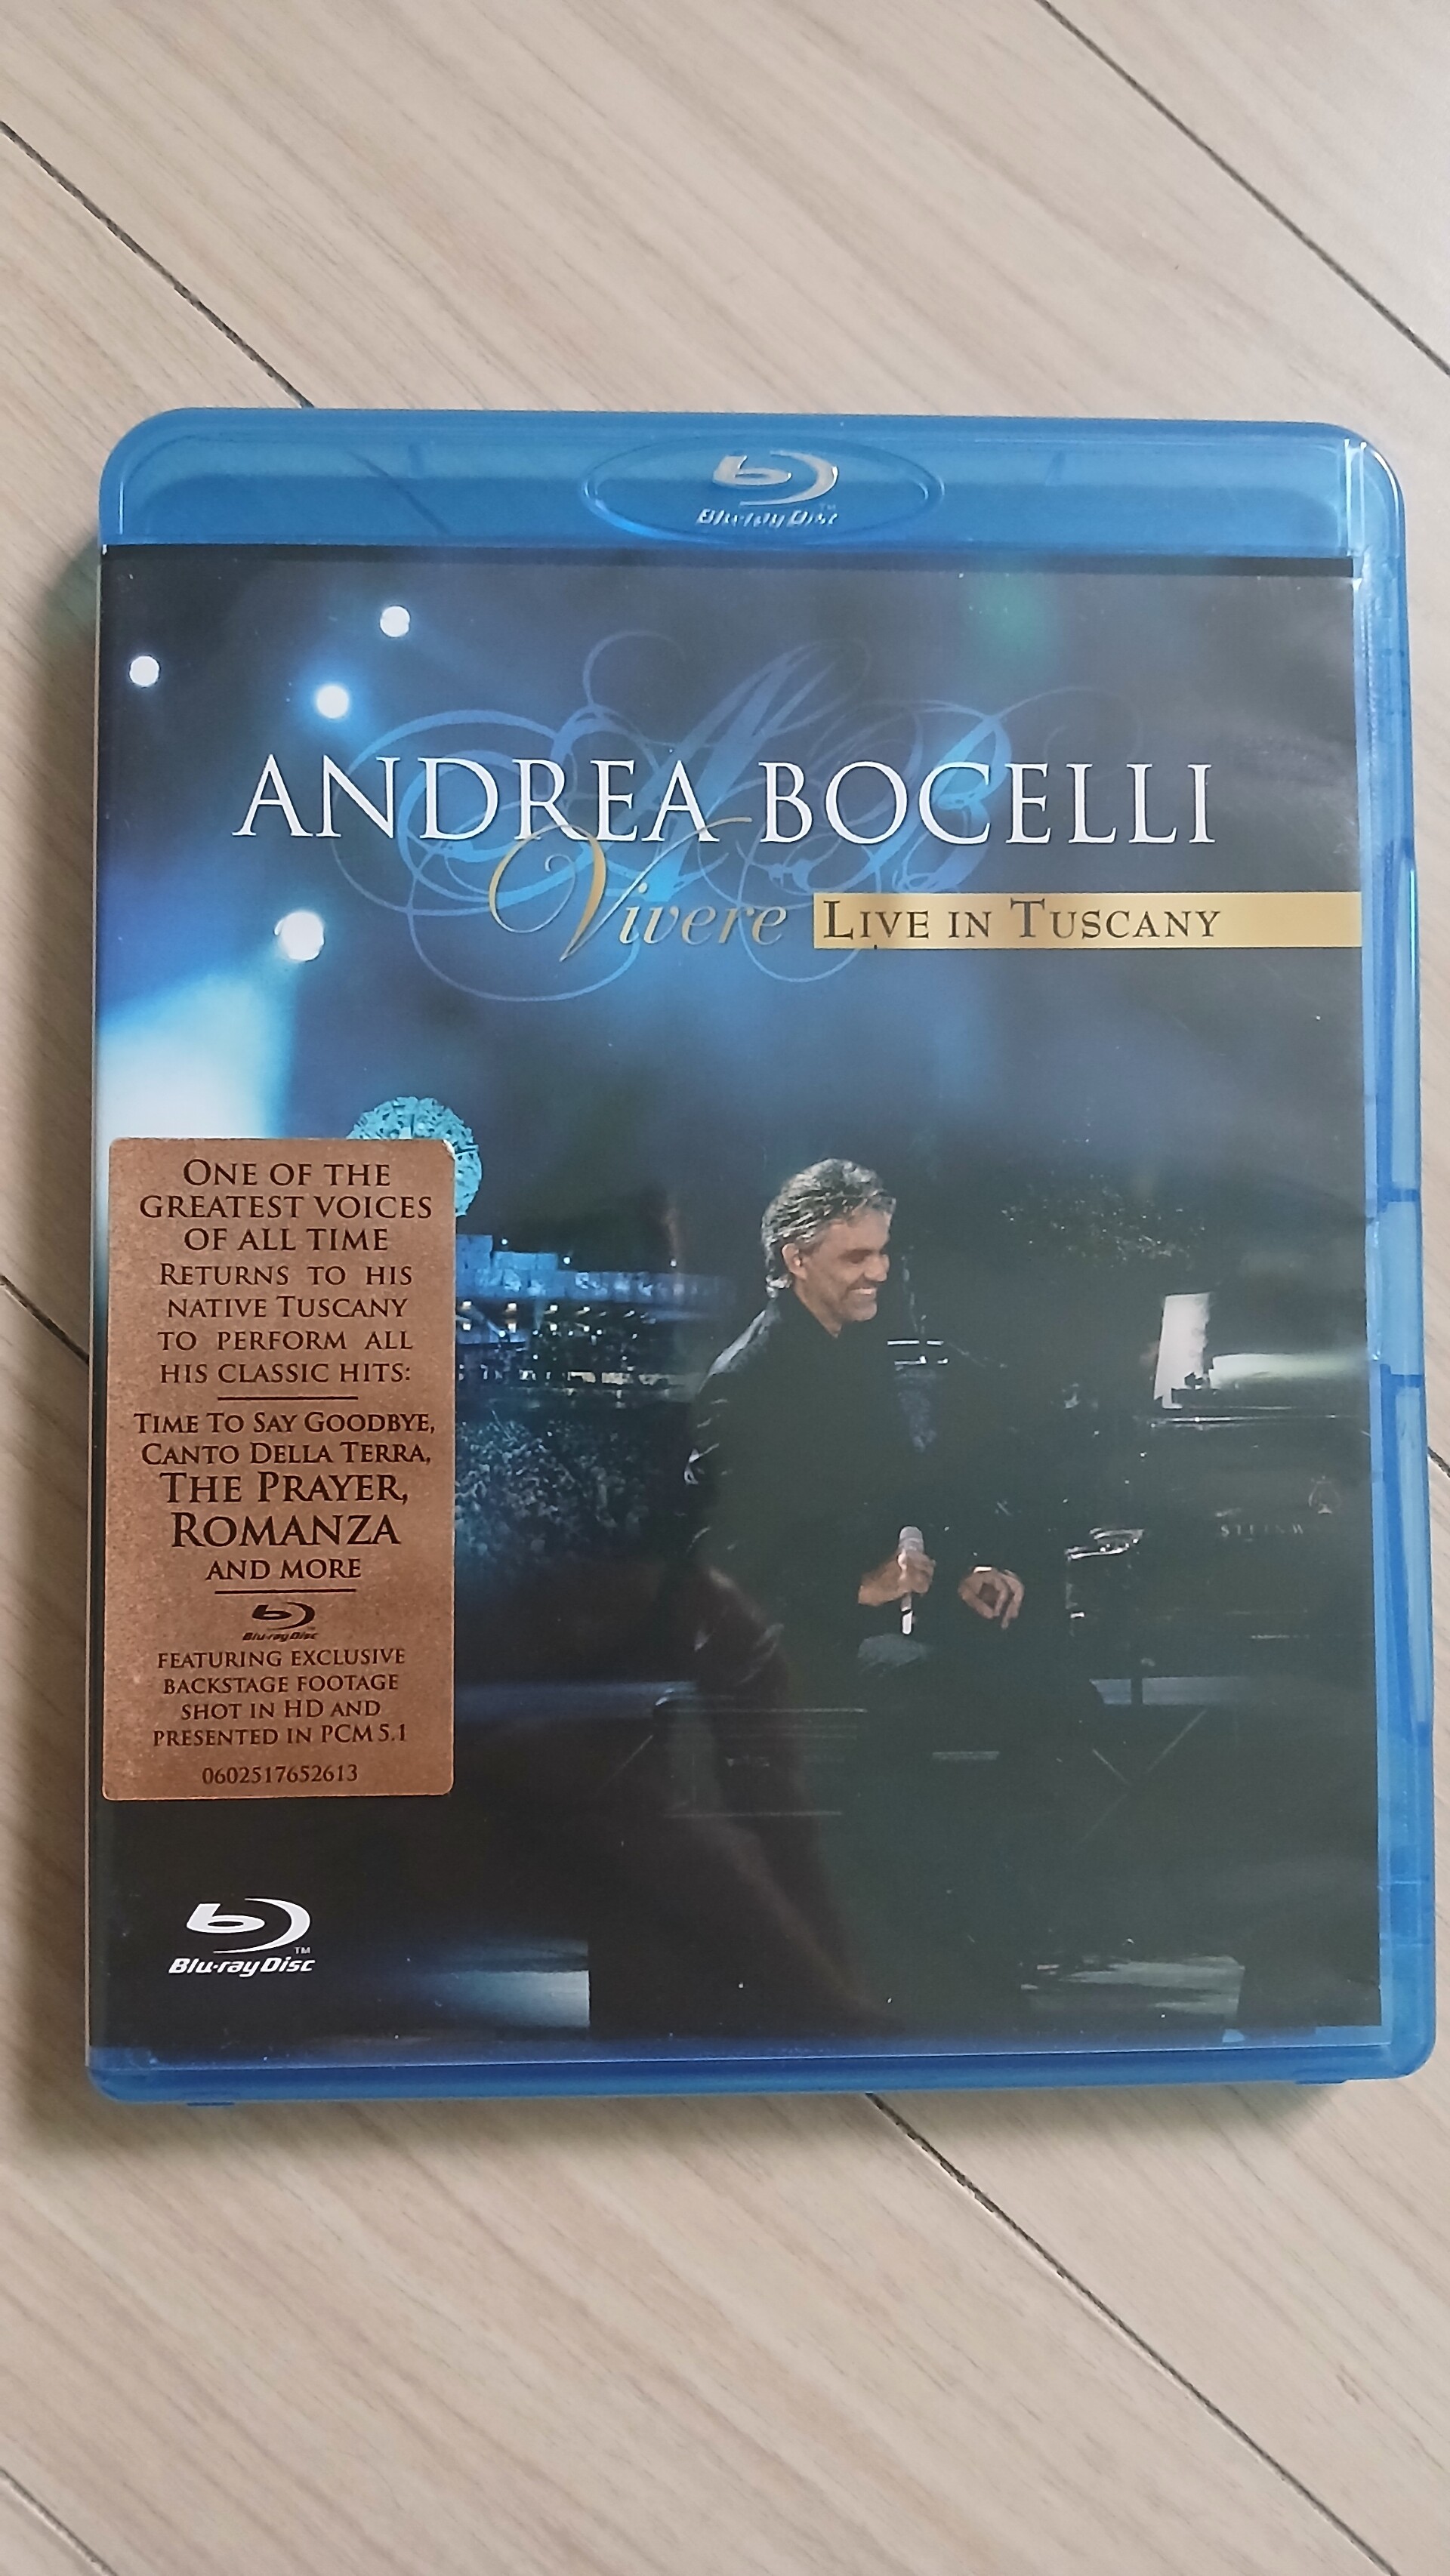 Blu-ray Disc™
ANDREA BOCELLI
Vivere LIVE IN TUSCANY
ONE OF THE
GREATEST VOICES
OF ALL TIME
RETURNS TO HIS
NATIVE TUSCANY
TO PERFORM ALL
HIS CLASSIC HITS:
TIME TO SAY GOODBYE,
CANTO DELLA TERRA,
THE PRAYER,
ROMANZA
AND MORE
Blu-ray Disc
FEATURING EXCLUSIVE
BACKSTAGE FOOTAGE
SHOT IN HD AND
PRESENTED IN PCM 5.1
0602517652613
STEINW
Blu-ray Disc™